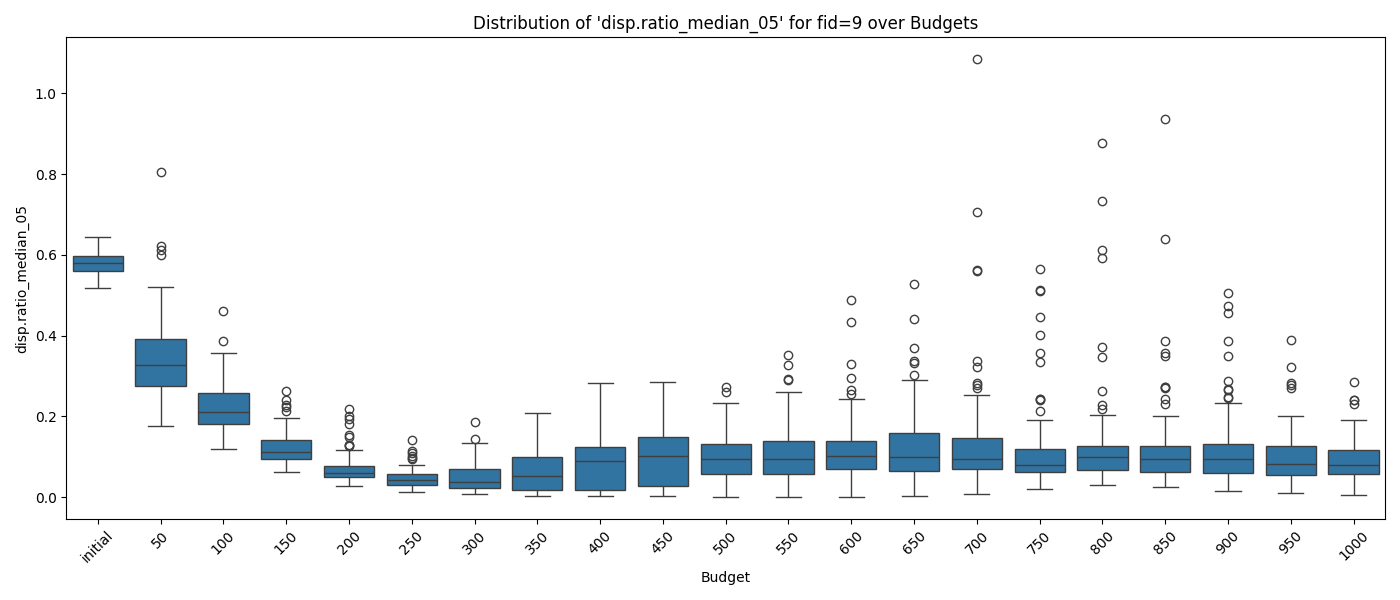 Distribution of 'disp.ratio_median_05' for fid=9 over Budgets
disp.ratio_median_05
1.0
0.8
0.6
0.4
0.2
0.0
initial 50 100 150 200 250 300 350 400 450 500 550 600 650 700 750 800 850 900 950 1000
Budget